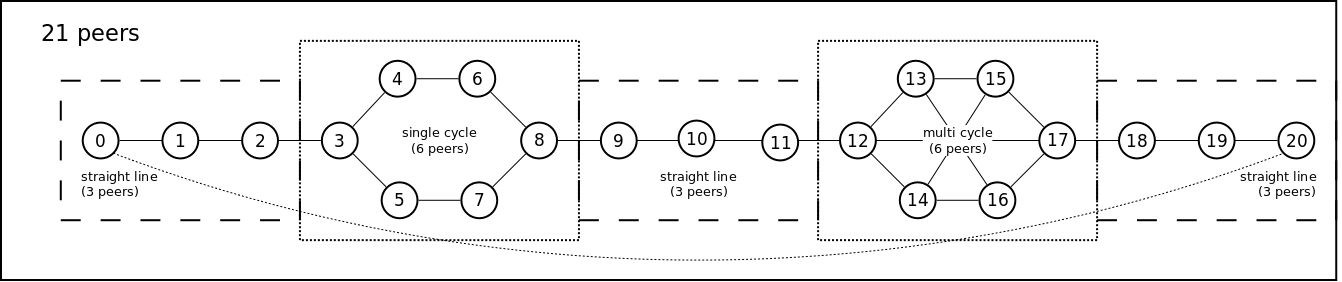 21 peers
4
6
13
15
0
1
2
3
single cycle
(6 peers)
8
9
10
11
12
multi cycle
(6 peers)
17
18
19
20
straight line
(3 peers)
straight line
(3 peers)
straight line
(3 peers)
5
7
14
16